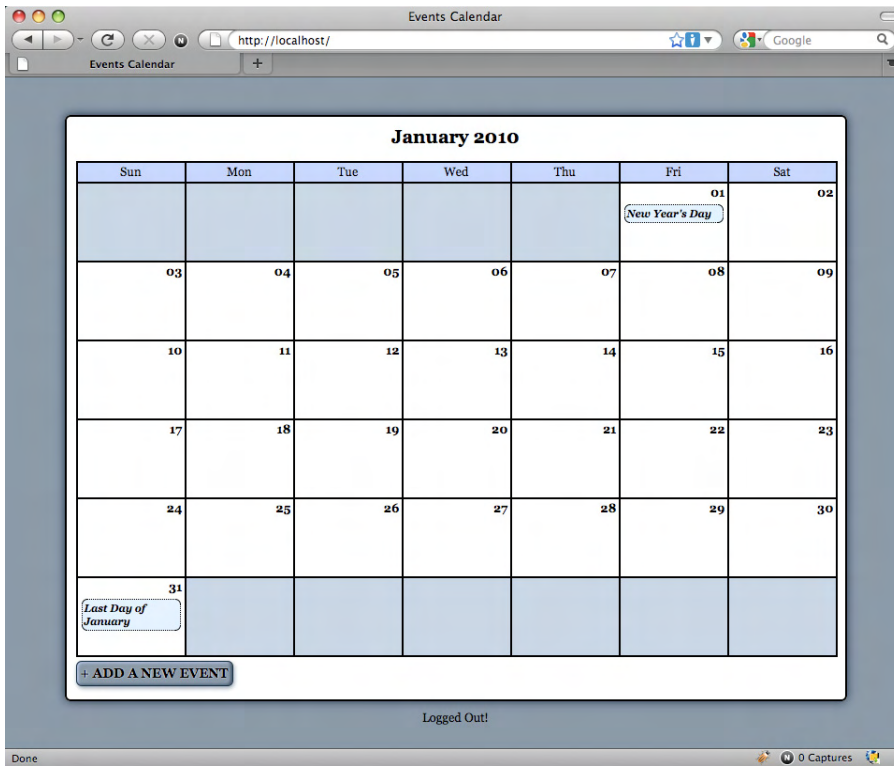 Events Calendar
http://localhost/
Google
Events Calendar +
January 2010
Sun Mon Tue Wed Thu Fri Sat
01 02
New Year's Day
03 04 05 06 07 08 09
10 11 12 13 14 15 16
17 18 19 20 21 22 23
24 25 26 27 28 29 30
31
Last Day of
January
+ ADD A NEW EVENT
Logged Out!
Done N 0 Captures